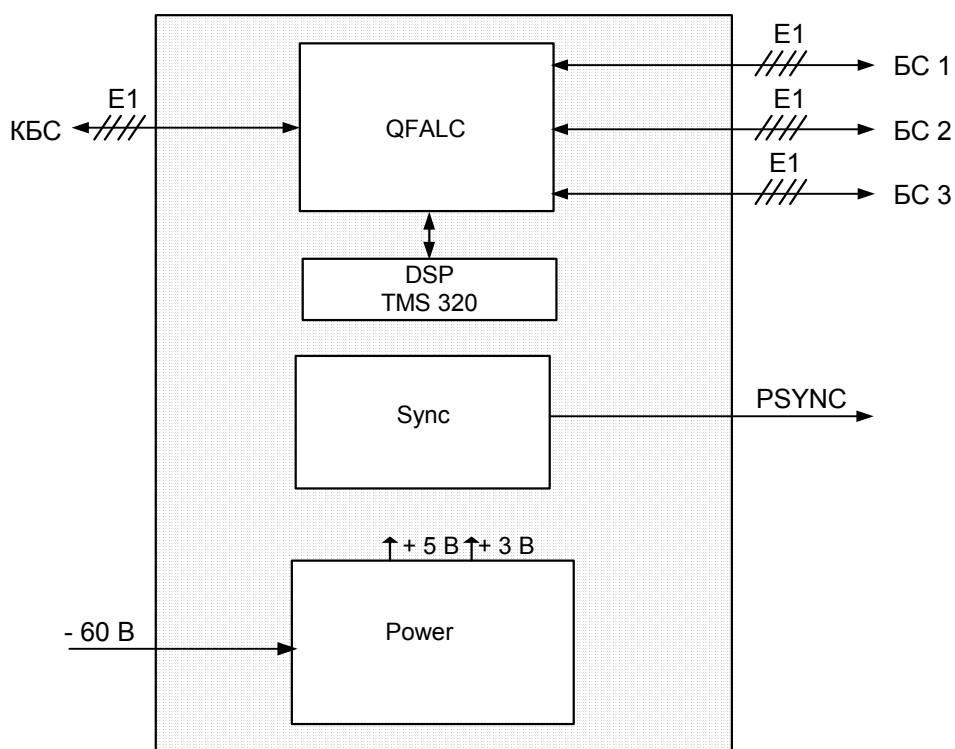 E1
БС 1
E1
КБС
E1
QFALC
БС 2
E1
БС 3
DSP
TMS 320
Sync
PSYNC
+ 5 В
+ 3 В
Power
- 60 В